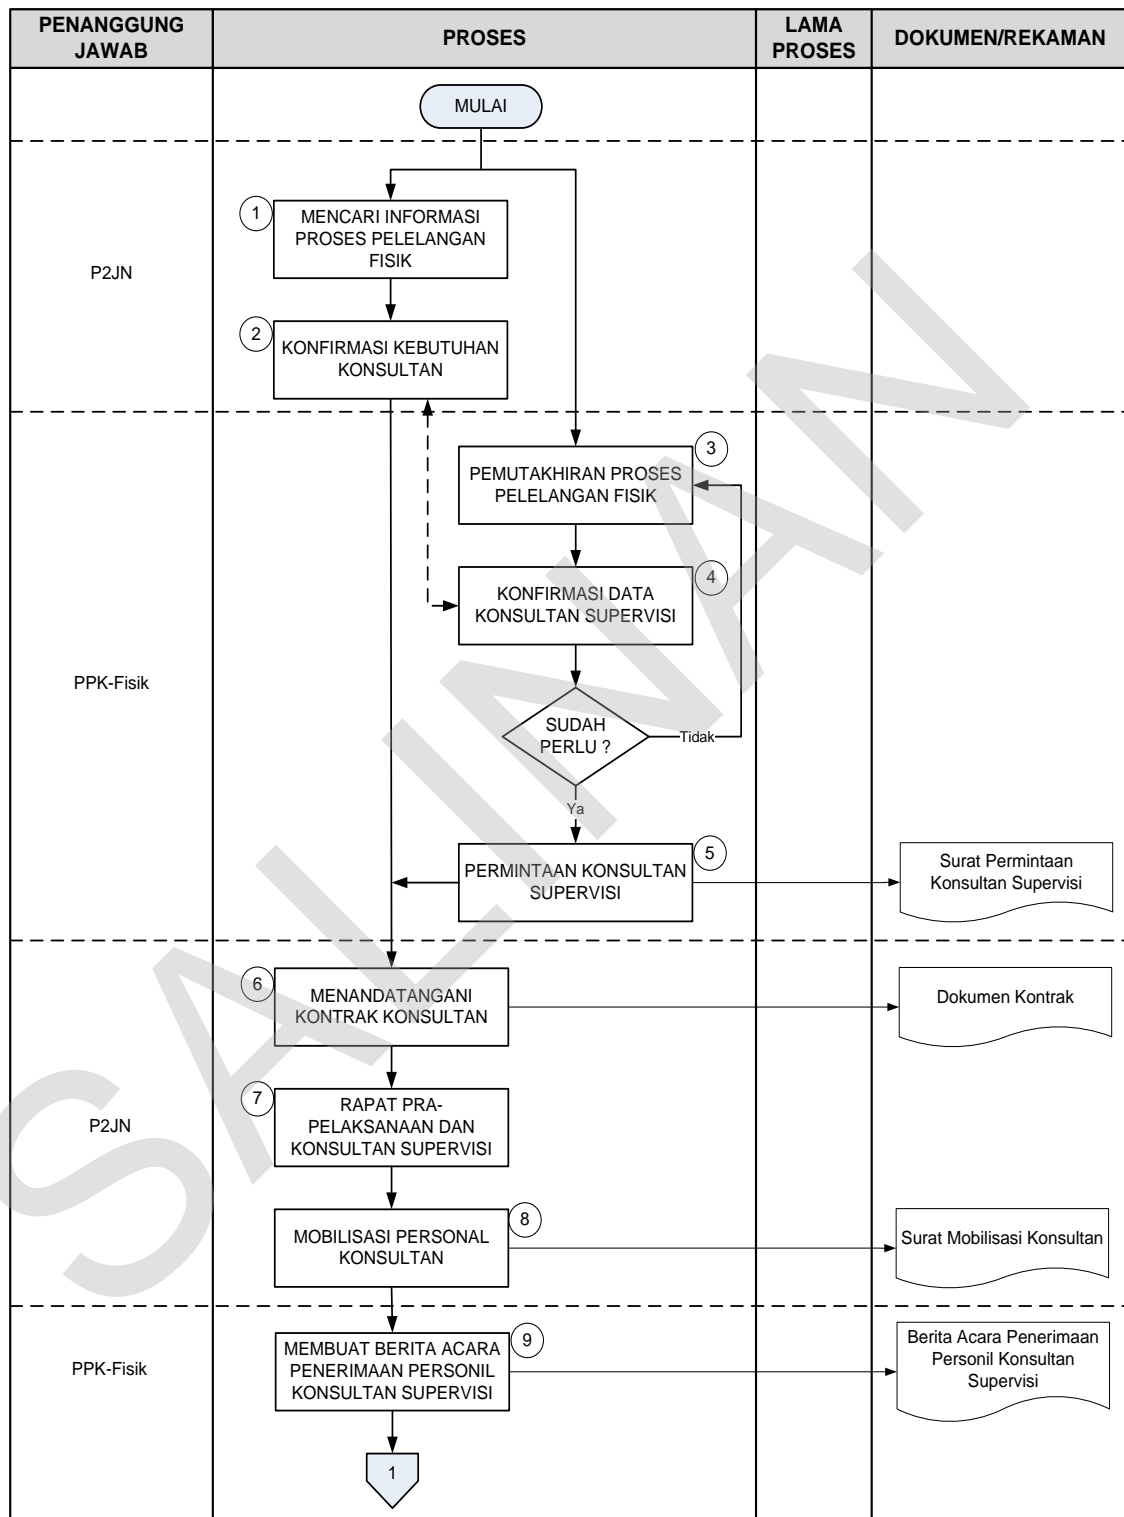 PENANGGUNG
JAWAB
PROSES
LAMA
PROSES
DOKUMEN/REKAMAN
MULAI
P2JN
1
MENCARI INFORMASI
PROSES PELELANGAN
FISIK
2
KONFIRMASI KEBUTUHAN
KONSULTAN
PPK-Fisik
3
PEMUTAKHIRAN PROSES
PELELANGAN FISIK
4
KONFIRMASI DATA
KONSULTAN SUPERVISI
SUDAH
PERLU ?
Tidak
Ya
5
PERMINTAAN KONSULTAN
SUPERVISI
Surat Permintaan
Konsultan Supervisi
P2JN
6
MENANDATANGANI
KONTRAK KONSULTAN
Dokumen Kontrak
7
RAPAT PRA-
PELAKSANAAN DAN
KONSULTAN SUPERVISI
8
MOBILISASI PERSONAL
KONSULTAN
Surat Mobilisasi Konsultan
PPK-Fisik
9
MEMBUAT BERITA ACARA
PENERIMAAN PERSONIL
KONSULTAN SUPERVISI
Berita Acara Penerimaan
Personil Konsultan
Supervisi
1
SALINAN